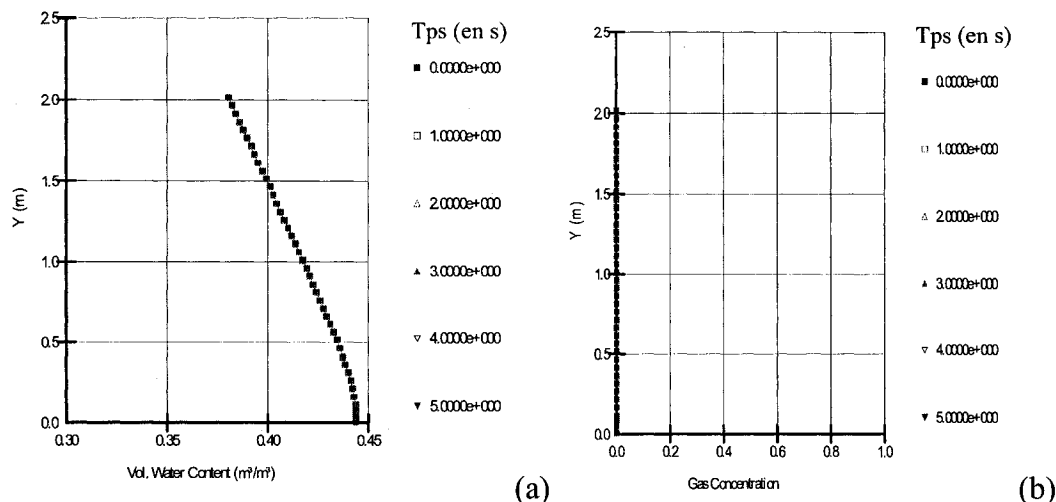 2.5
2.0
1.5
1.0
0.5
0.0
Y (m)
0.30
0.35
0.40
0.45
Vol. Water Content (m³/m³)
Tps (en s)
0.0000e+000
1.0000e+000
2.0000e+000
3.0000e+000
4.0000e+000
5.0000e+000
(a)
2.5
2.0
1.5
1.0
0.5
0.0
Y (m)
0.0
0.2
0.4
0.6
0.8
1.0
Gas Concentration
Tps (en s)
0.0000e+000
1.0000e+000
2.0000e+000
3.0000e+000
4.0000e+000
5.0000e+000
(b)